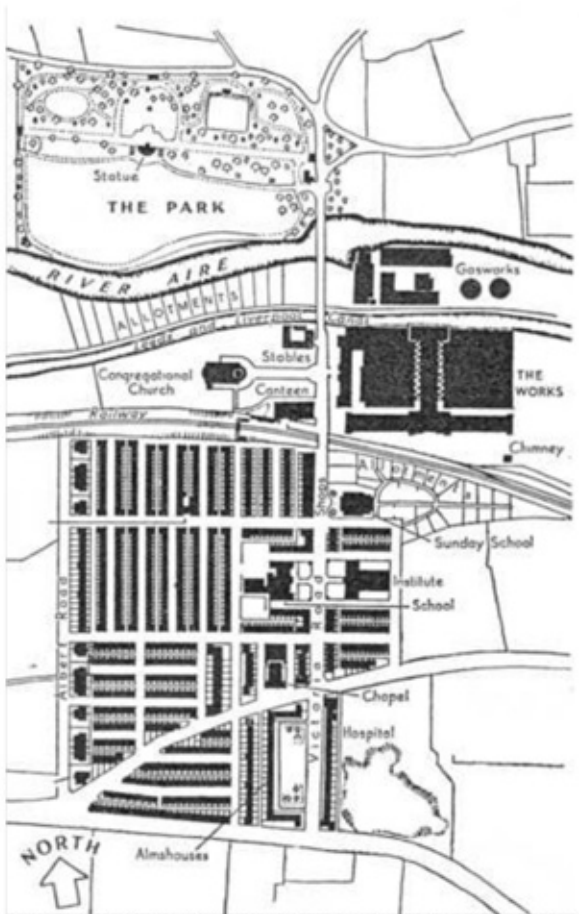 Statue
THE PARK
RIVER AIRE
Gasworks
ALLOTMENTS
Leeds and Liverpool Canal
Stables
Congregational
Church
THE
WORKS
Canteen
Railway
Chimney
Allotments
Shops
Sunday School
Institute
School
Albert Road
Victoria Road
Chapel
Hospital
Almshouses
NORTH